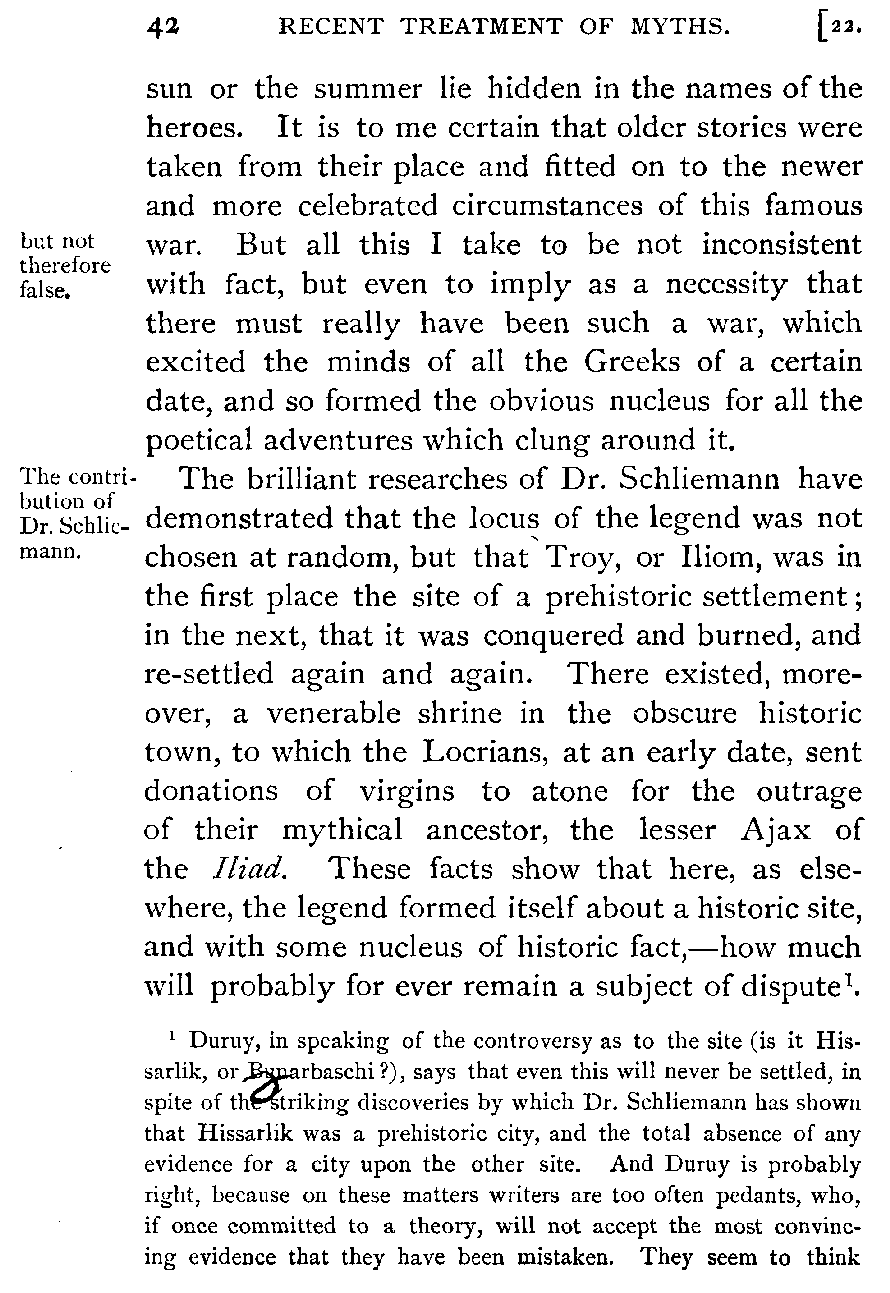 42 RECENT TREATMENT OF MYTHS. [22.
sun or the summer lie hidden in the names of the
heroes. It is to me certain that older stories were
taken from their place and fitted on to the newer
and more celebrated circumstances of this famous
but not
therefore
false.
war. But all this I take to be not inconsistent
with fact, but even to imply as a necessity that
there must really have been such a war, which
excited the minds of all the Greeks of a certain
date, and so formed the obvious nucleus for all the
poetical adventures which clung around it.
The contri-
bution of
Dr. Schlie-
mann.
The brilliant researches of Dr. Schliemann have
demonstrated that the locus of the legend was not
chosen at random, but that Troy, or Iliom, was in
the first place the site of a prehistoric settlement;
in the next, that it was conquered and burned, and
re-settled again and again. There existed, more-
over, a venerable shrine in the obscure historic
town, to which the Locrians, at an early date, sent
donations of virgins to atone for the outrage
of their mythical ancestor, the lesser Ajax of
the Iliad. These facts show that here, as else-
where, the legend formed itself about a historic site,
and with some nucleus of historic fact,—how much
will probably for ever remain a subject of dispute¹.
¹ Duruy, in speaking of the controversy as to the site (is it His-
sarlik, or Bunarbaschi?), says that even this will never be settled, in
spite of the striking discoveries by which Dr. Schliemann has shown
that Hissarlik was a prehistoric city, and the total absence of any
evidence for a city upon the other site. And Duruy is probably
right, because on these matters writers are too often pedants, who,
if once committed to a theory, will not accept the most convinc-
ing evidence that they have been mistaken. They seem to think